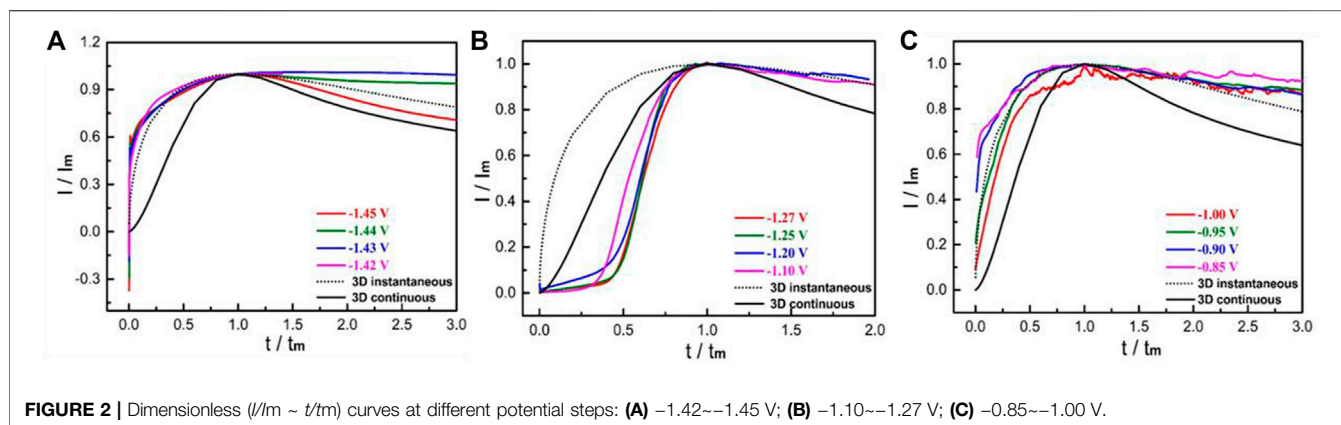 A
I / Im
1.2
0.9
0.6
0.3
0.0
-0.3
-1.45 V
-1.44 V
-1.43 V
-1.42 V
3D instantaneous
3D continuous
0.0 0.5 1.0 1.5 2.0 2.5 3.0
t / tm
B
I / Im
1.0
0.8
0.6
0.4
0.2
0.0
-1.27 V
-1.25 V
-1.20 V
-1.10 V
3D instantaneous
3D continuous
0.0 0.5 1.0 1.5 2.0
t / tm
C
I / Im
1.0
0.8
0.6
0.4
0.2
0.0
-1.00 V
-0.95 V
-0.90 V
-0.85 V
3D instantaneous
3D continuous
0.0 0.5 1.0 1.5 2.0 2.5 3.0
t / tm
FIGURE 2 | Dimensionless (I/Im ~ t/tm) curves at different potential steps: (A) −1.42~−1.45 V; (B) −1.10~−1.27 V; (C) −0.85~−1.00 V.